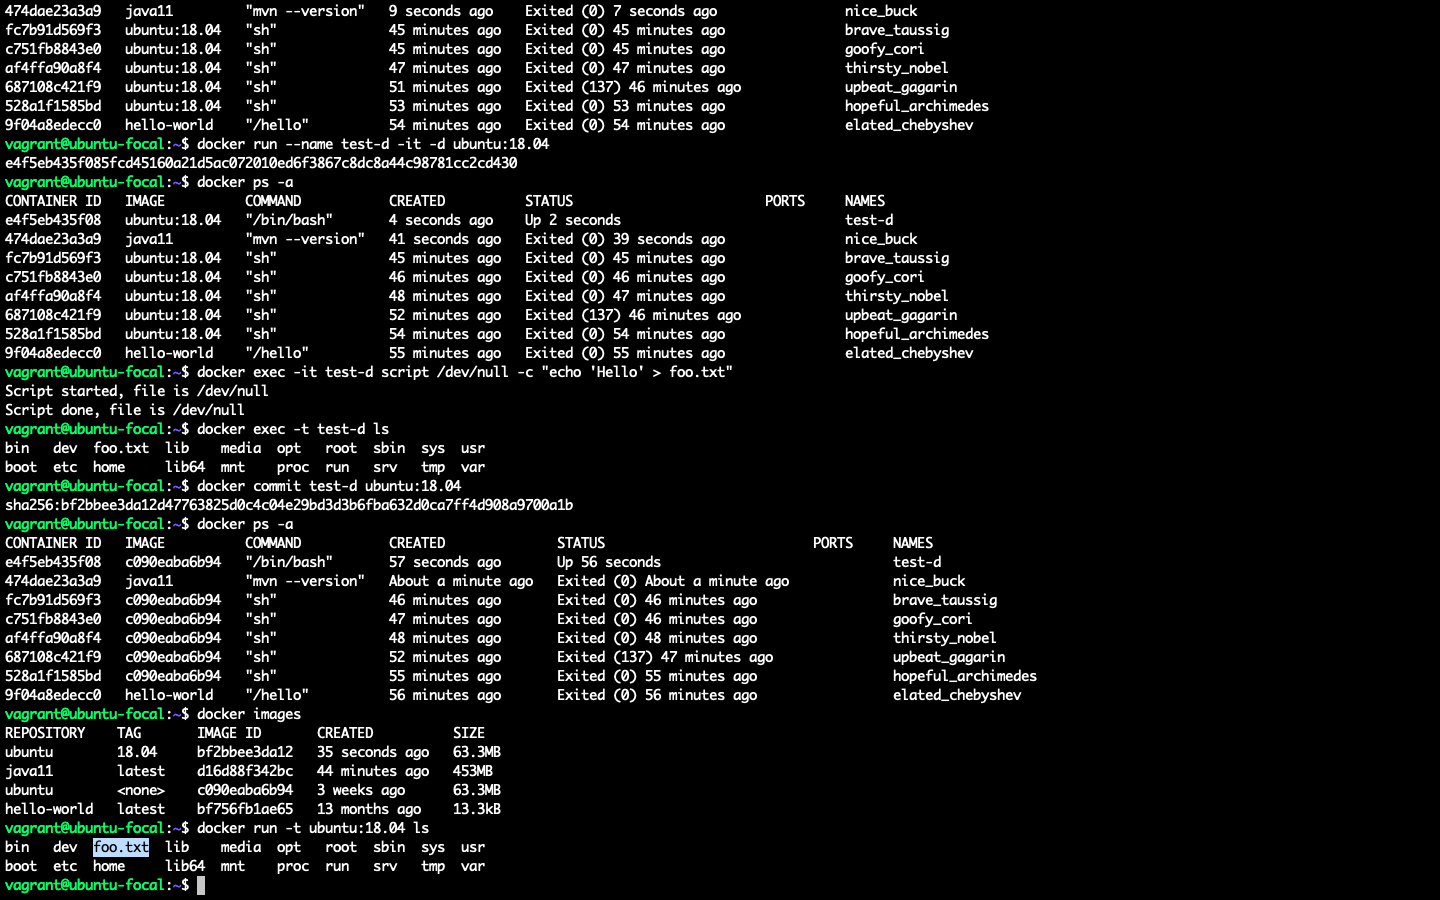 474dae23a3a9   java11         "mvn --version"   9 seconds ago    Exited (0) 7 seconds ago                nice_buck
fc7b91d569f3   ubuntu:18.04   "sh"              45 minutes ago   Exited (0) 45 minutes ago               brave_taussig
c751fb8843e0   ubuntu:18.04   "sh"              45 minutes ago   Exited (0) 45 minutes ago               goofy_cori
af4ffa90a8f4   ubuntu:18.04   "sh"              47 minutes ago   Exited (0) 47 minutes ago               thirsty_nobel
687108c421f9   ubuntu:18.04   "sh"              51 minutes ago   Exited (137) 46 minutes ago             upbeat_gagarin
528a1f1585bd   ubuntu:18.04   "sh"              53 minutes ago   Exited (0) 53 minutes ago               hopeful_archimedes
9f04a8edecc0   hello-world    "/hello"          54 minutes ago   Exited (0) 54 minutes ago               elated_chebyshev
vagrant@ubuntu-focal:~$ docker run --name test-d -it -d ubuntu:18.04
e4f5eb435f085fcd45160a21d5ac072010ed6f3867c8dc8a44c98781cc2cd430
vagrant@ubuntu-focal:~$ docker ps -a
CONTAINER ID   IMAGE          COMMAND           CREATED          STATUS                        PORTS     NAMES
e4f5eb435f08   ubuntu:18.04   "/bin/bash"       4 seconds ago    Up 2 seconds                            test-d
474dae23a3a9   java11         "mvn --version"   41 seconds ago   Exited (0) 39 seconds ago               nice_buck
fc7b91d569f3   ubuntu:18.04   "sh"              45 minutes ago   Exited (0) 45 minutes ago               brave_taussig
c751fb8843e0   ubuntu:18.04   "sh"              46 minutes ago   Exited (0) 46 minutes ago               goofy_cori
af4ffa90a8f4   ubuntu:18.04   "sh"              48 minutes ago   Exited (0) 47 minutes ago               thirsty_nobel
687108c421f9   ubuntu:18.04   "sh"              52 minutes ago   Exited (137) 46 minutes ago             upbeat_gagarin
528a1f1585bd   ubuntu:18.04   "sh"              54 minutes ago   Exited (0) 54 minutes ago               hopeful_archimedes
9f04a8edecc0   hello-world    "/hello"          55 minutes ago   Exited (0) 55 minutes ago               elated_chebyshev
vagrant@ubuntu-focal:~$ docker exec -it test-d script /dev/null -c "echo 'Hello' > foo.txt"
Script started, file is /dev/null
Script done, file is /dev/null
vagrant@ubuntu-focal:~$ docker exec -t test-d ls
bin   dev  foo.txt  lib    media  opt   root  sbin  sys  usr
boot  etc  home     lib64  mnt    proc  run   srv   tmp  var
vagrant@ubuntu-focal:~$ docker commit test-d ubuntu:18.04
sha256:bf2bbee3da12d47763825d0c4c04e29bd3d3b6fba632d0ca7ff4d908a9700a1b
vagrant@ubuntu-focal:~$ docker ps -a
CONTAINER ID   IMAGE          COMMAND           CREATED              STATUS                          PORTS     NAMES
e4f5eb435f08   c090eaba6b94   "/bin/bash"       57 seconds ago       Up 56 seconds                             test-d
474dae23a3a9   java11         "mvn --version"   About a minute ago   Exited (0) About a minute ago             nice_buck
fc7b91d569f3   c090eaba6b94   "sh"              46 minutes ago       Exited (0) 46 minutes ago                 brave_taussig
c751fb8843e0   c090eaba6b94   "sh"              47 minutes ago       Exited (0) 46 minutes ago                 goofy_cori
af4ffa90a8f4   c090eaba6b94   "sh"              48 minutes ago       Exited (0) 48 minutes ago                 thirsty_nobel
687108c421f9   c090eaba6b94   "sh"              52 minutes ago       Exited (137) 47 minutes ago               upbeat_gagarin
528a1f1585bd   c090eaba6b94   "sh"              55 minutes ago       Exited (0) 55 minutes ago                 hopeful_archimedes
9f04a8edecc0   hello-world    "/hello"          56 minutes ago       Exited (0) 56 minutes ago                 elated_chebyshev
vagrant@ubuntu-focal:~$ docker images
REPOSITORY    TAG       IMAGE ID       CREATED          SIZE
ubuntu        18.04     bf2bbee3da12   35 seconds ago   63.3MB
java11        latest    d16d88f342bc   44 minutes ago   453MB
ubuntu        <none>    c090eaba6b94   3 weeks ago      63.3MB
hello-world   latest    bf756fb1ae65   13 months ago    13.3kB
vagrant@ubuntu-focal:~$ docker run -t ubuntu:18.04 ls
bin   dev  foo.txt  lib    media  opt   root  sbin  sys  usr
boot  etc  home     lib64  mnt    proc  run   srv   tmp  var
vagrant@ubuntu-focal:~$